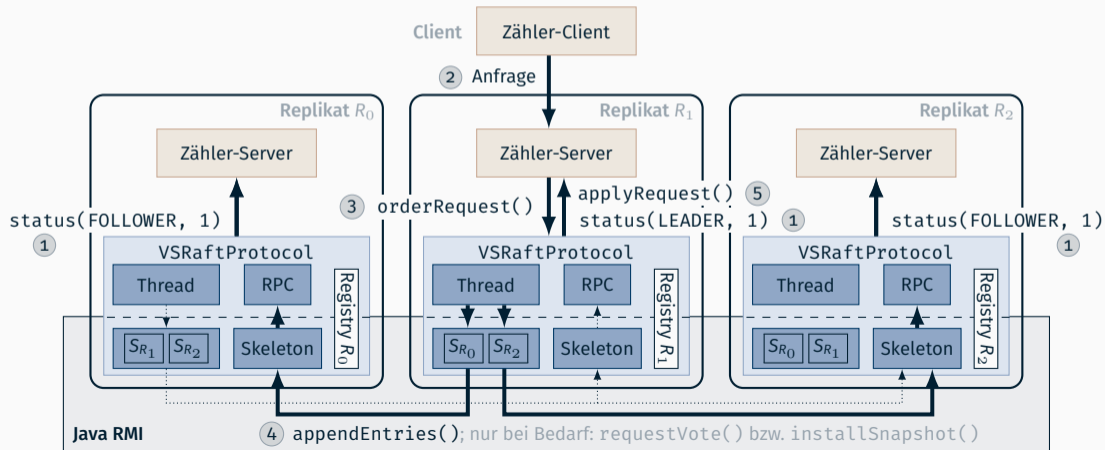 Client
Zähler-Client
2 Anfrage
Replikat R0
Replikat R1
Replikat R2
Zähler-Server
Zähler-Server
Zähler-Server
3 orderRequest()
applyRequest() 5
status(FOLLOWER, 1)
1
status(LEADER, 1) 1
status(FOLLOWER, 1)
1
VSRaftProtocol
VSRaftProtocol
VSRaftProtocol
Thread
RPC
Registry R0
Thread
RPC
Registry R1
Thread
RPC
Registry R2
SR1
SR2
Skeleton
SR0
SR2
Skeleton
SR0
SR1
Skeleton
Java RMI
4 appendEntries(); nur bei Bedarf: requestVote() bzw. installSnapshot()